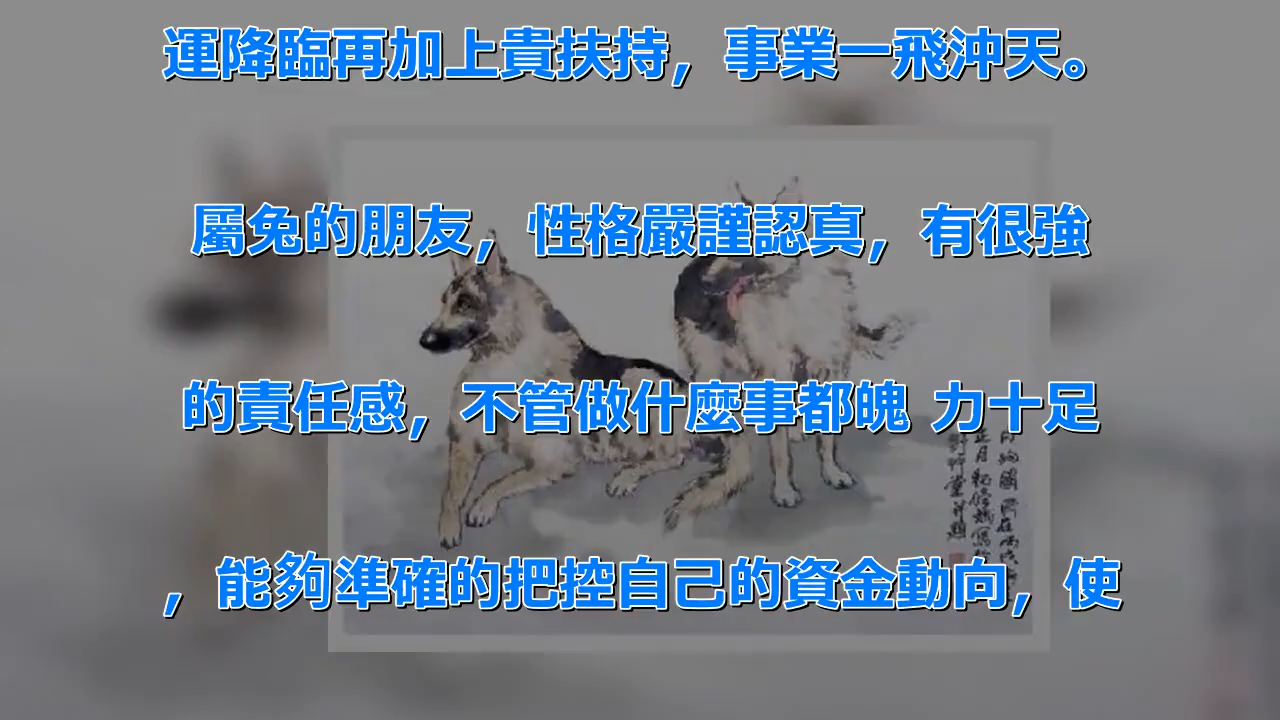 運降臨再加上貴扶持，事業一飛沖天。
屬兔的朋友，性格嚴謹認真，有很強
的責任感，不管做什麼事都魄 力十足
，能夠準確的把控自己的資金動向，使